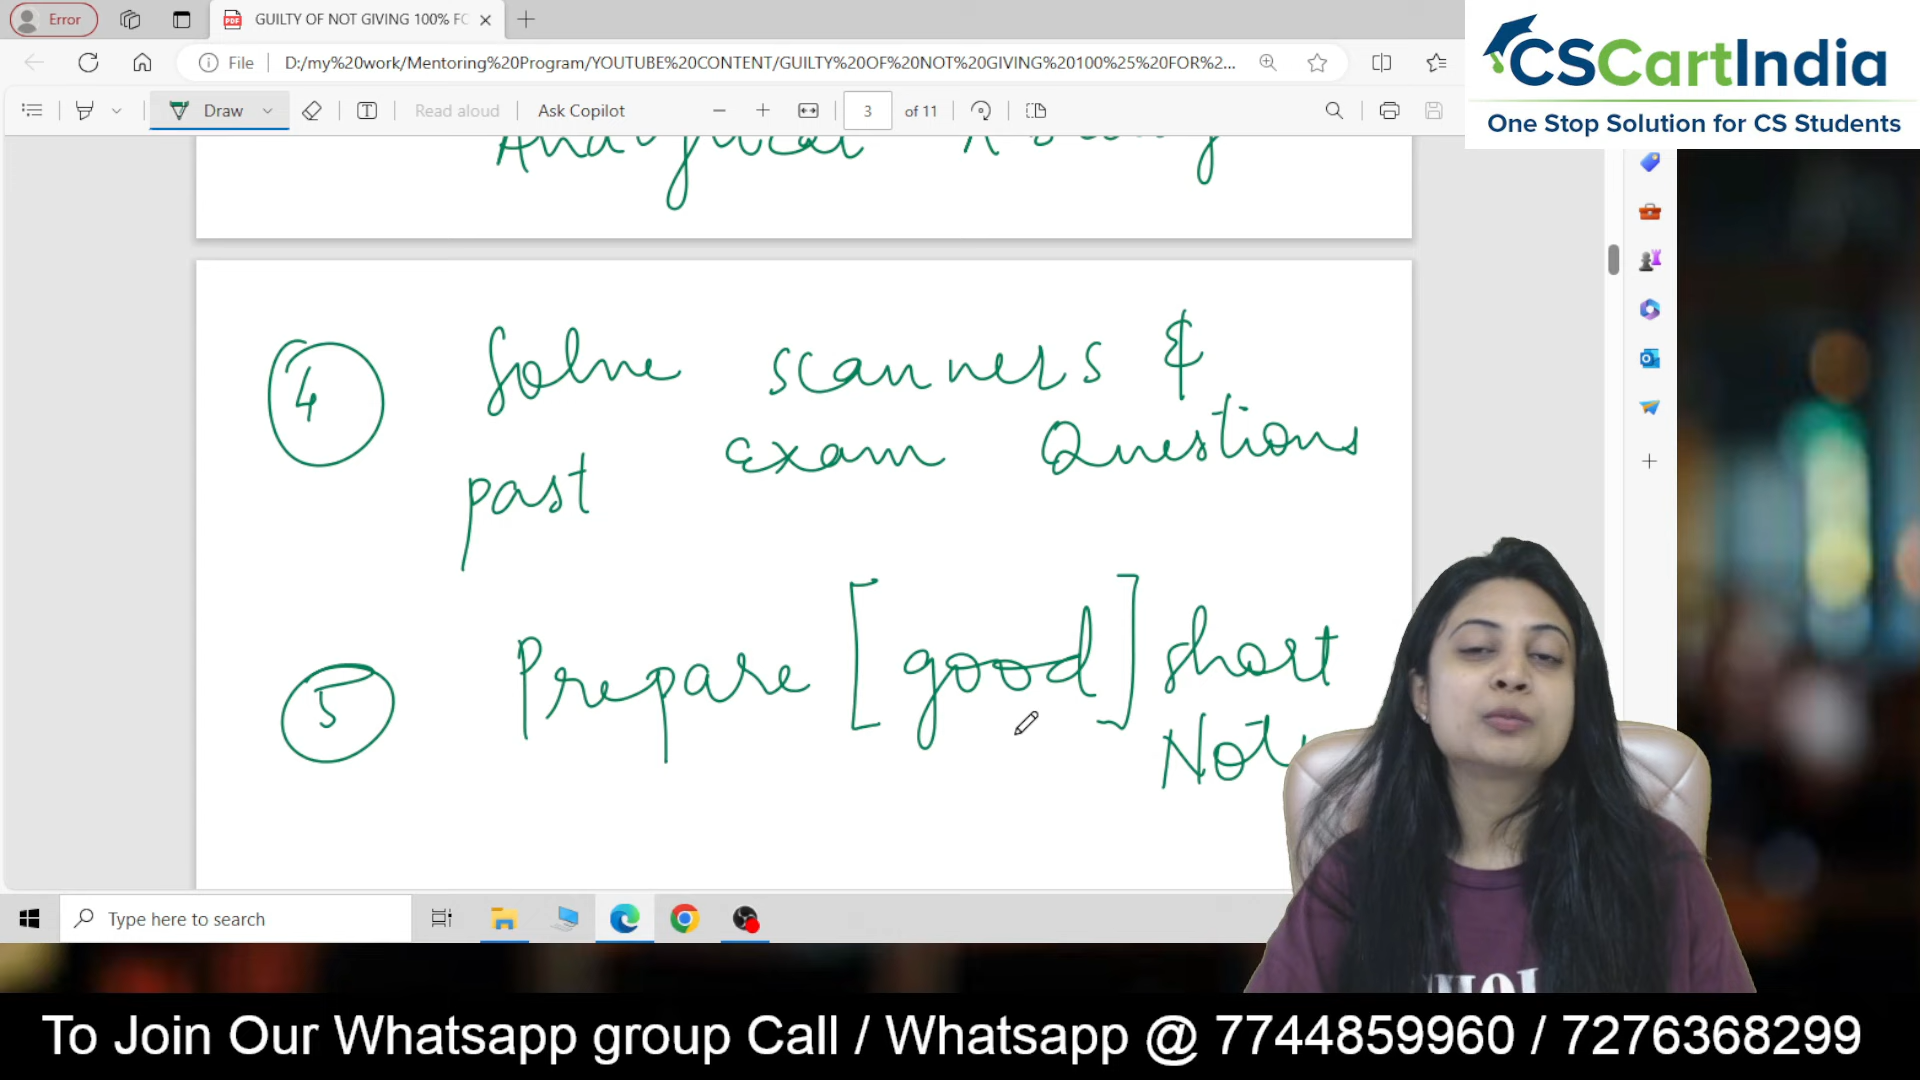 Error
GUILTY OF NOT GIVING 100% FC
File
D:/my%20work/Mentoring%20Program/YOUTUBE%20CONTENT/GUILTY%20OF%20NOT%20GIVING%20100%25%20FOR%2...
Draw
Read aloud
Ask Copilot
3 of 11
CSCartIndia
One Stop Solution for CS Students
Analytical
4 Solve scanners &
past exam Questions
5 Prepare [good] short
Type here to search
To Join Our Whatsapp group Call / Whatsapp @ 7744859960 / 7276368299